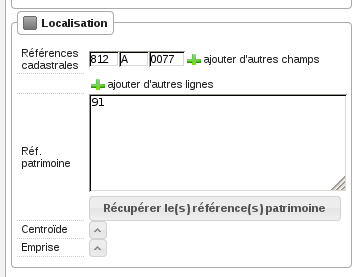 Localisation
Références cadastrales 812 A 0077 ajouter d'autres champs
ajouter d'autres lignes
Réf. patrimoine 91
Récupérer le(s) référence(s) patrimoine
Centroïde
Emprise